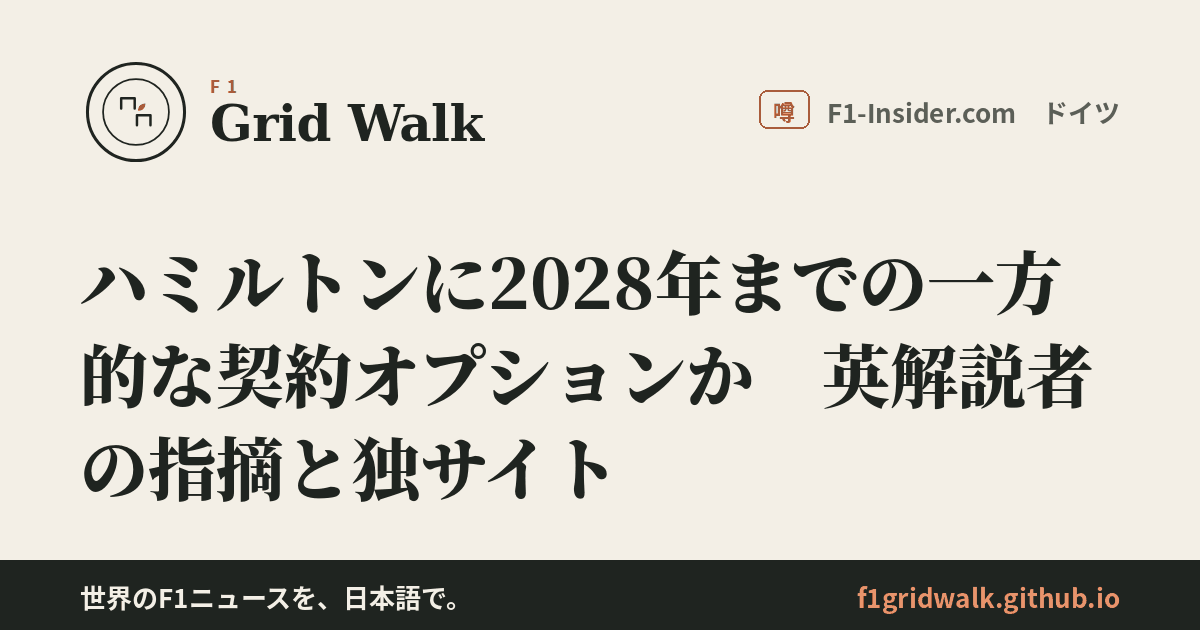 F1
Grid Walk
噂 F1-Insider.com ドイツ
ハミルトンに2028年までの一方
的な契約オプションか　英解説者
の指摘と独サイト
世界のF1ニュースを、日本語で。
f1gridwalk.github.io